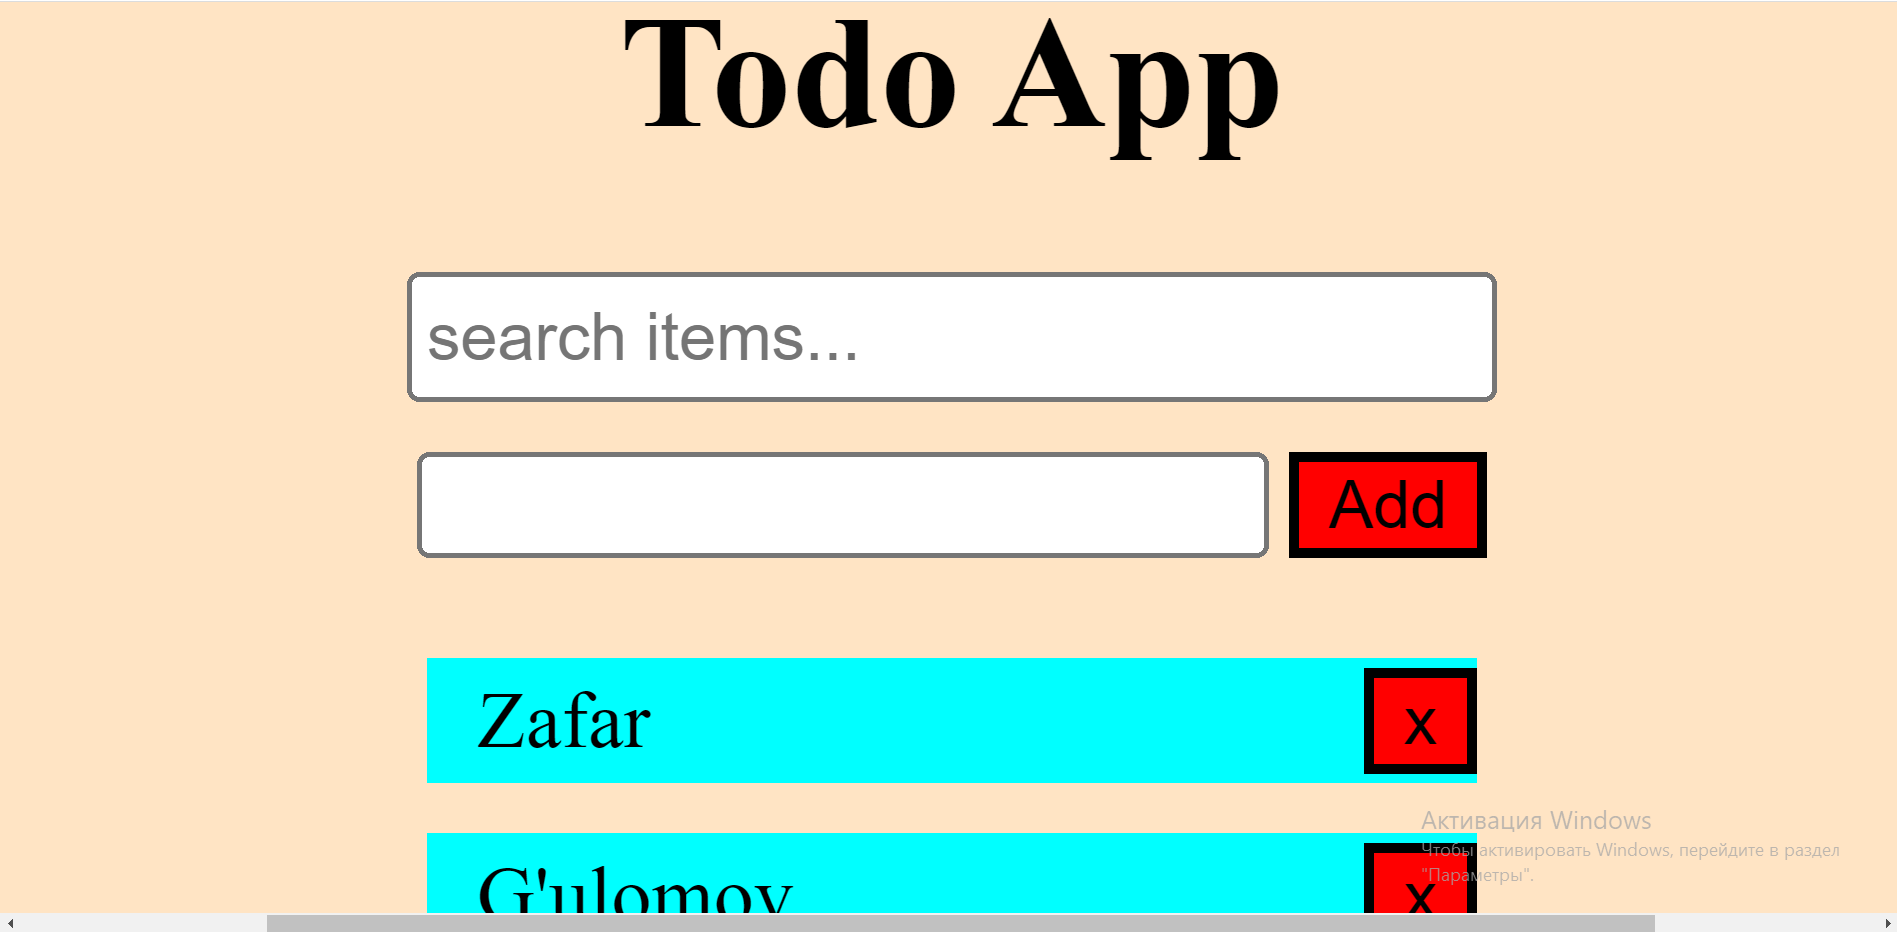 Todo App
search items...
Add
Zafar
x
G'ulomov
x
Активация Windows
Чтобы активировать Windows, перейдите в раздел
"Параметры".